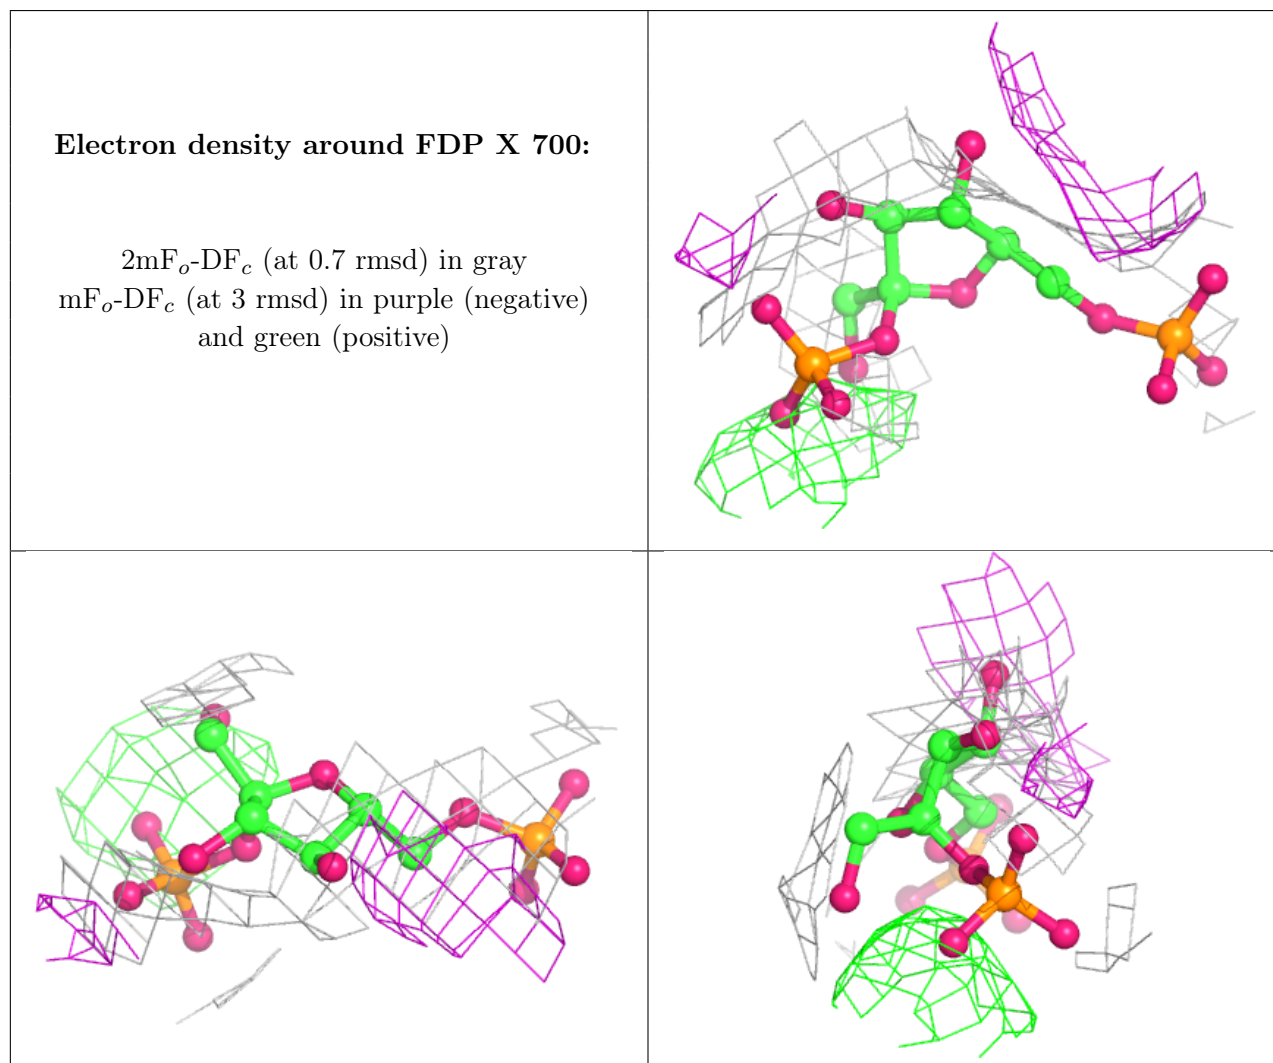 Electron density around FDP X 700:
2mFo-DFc (at 0.7 rmsd) in gray
mFo-DFc (at 3 rmsd) in purple (negative)
and green (positive)